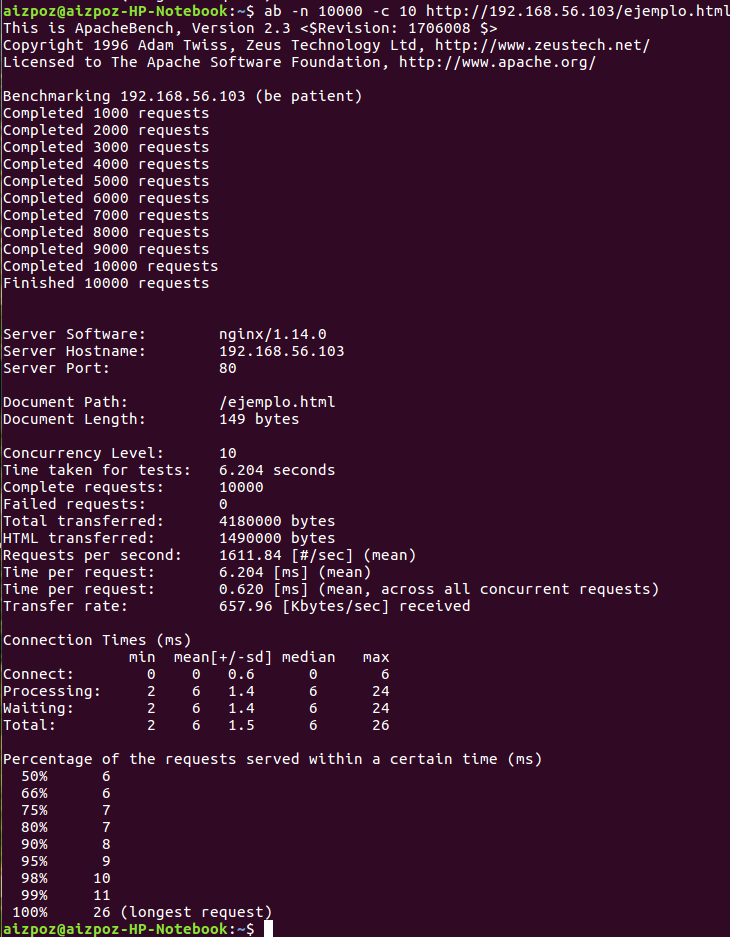 aizpoz@aizpoz-HP-Notebook:~$ ab -n 10000 -c 10 http://192.168.56.103/ejemplo.html
This is ApacheBench, Version 2.3 <$Revision: 1706008 $>
Copyright 1996 Adam Twiss, Zeus Technology Ltd, http://www.zeustech.net/
Licensed to The Apache Software Foundation, http://www.apache.org/

Benchmarking 192.168.56.103 (be patient)
Completed 1000 requests
Completed 2000 requests
Completed 3000 requests
Completed 4000 requests
Completed 5000 requests
Completed 6000 requests
Completed 7000 requests
Completed 8000 requests
Completed 9000 requests
Completed 10000 requests
Finished 10000 requests


Server Software:        nginx/1.14.0
Server Hostname:        192.168.56.103
Server Port:            80

Document Path:          /ejemplo.html
Document Length:        149 bytes

Concurrency Level:      10
Time taken for tests:   6.204 seconds
Complete requests:      10000
Failed requests:        0
Total transferred:      4180000 bytes
HTML transferred:       1490000 bytes
Requests per second:    1611.84 [#/sec] (mean)
Time per request:       6.204 [ms] (mean)
Time per request:       0.620 [ms] (mean, across all concurrent requests)
Transfer rate:          657.96 [Kbytes/sec] received

Connection Times (ms)
              min  mean[+/-sd] median   max
Connect:        0    0   0.6      0       6
Processing:     2    6   1.4      6      24
Waiting:        2    6   1.4      6      24
Total:          2    6   1.5      6      26

Percentage of the requests served within a certain time (ms)
  50%      6
  66%      6
  75%      7
  80%      7
  90%      8
  95%      9
  98%     10
  99%     11
 100%     26 (longest request)
aizpoz@aizpoz-HP-Notebook:~$